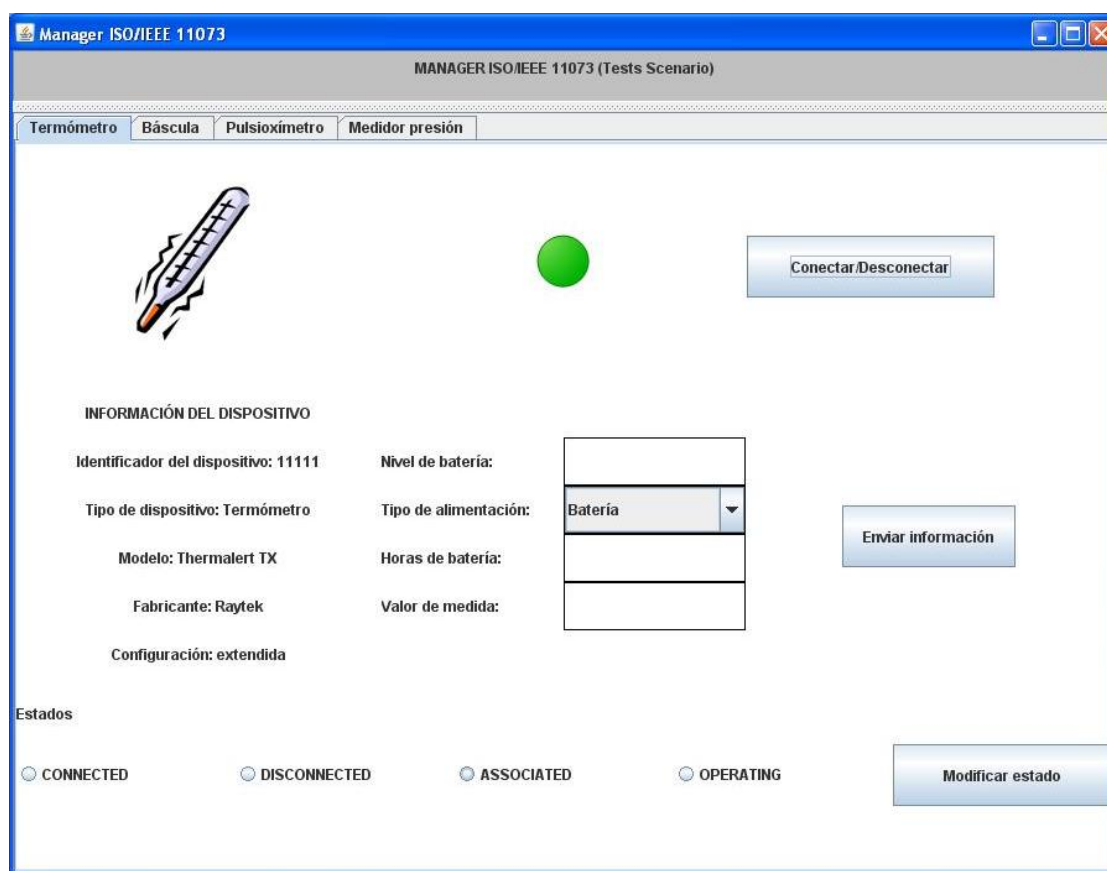 Manager ISO/IEEE 11073
MANAGER ISO/IEEE 11073 (Tests Scenario)
Termómetro Báscula Pulsioxímetro Medidor presión
Conectar/Desconectar
INFORMACIÓN DEL DISPOSITIVO
Identificador del dispositivo: 11111 Nivel de batería:
Tipo de dispositivo: Termómetro Tipo de alimentación: Batería
Enviar información
Modelo: Thermalert TX Horas de batería:
Fabricante: Raytek Valor de medida:
Configuración: extendida
Estados
CONNECTED DISCONNECTED ASSOCIATED OPERATING Modificar estado